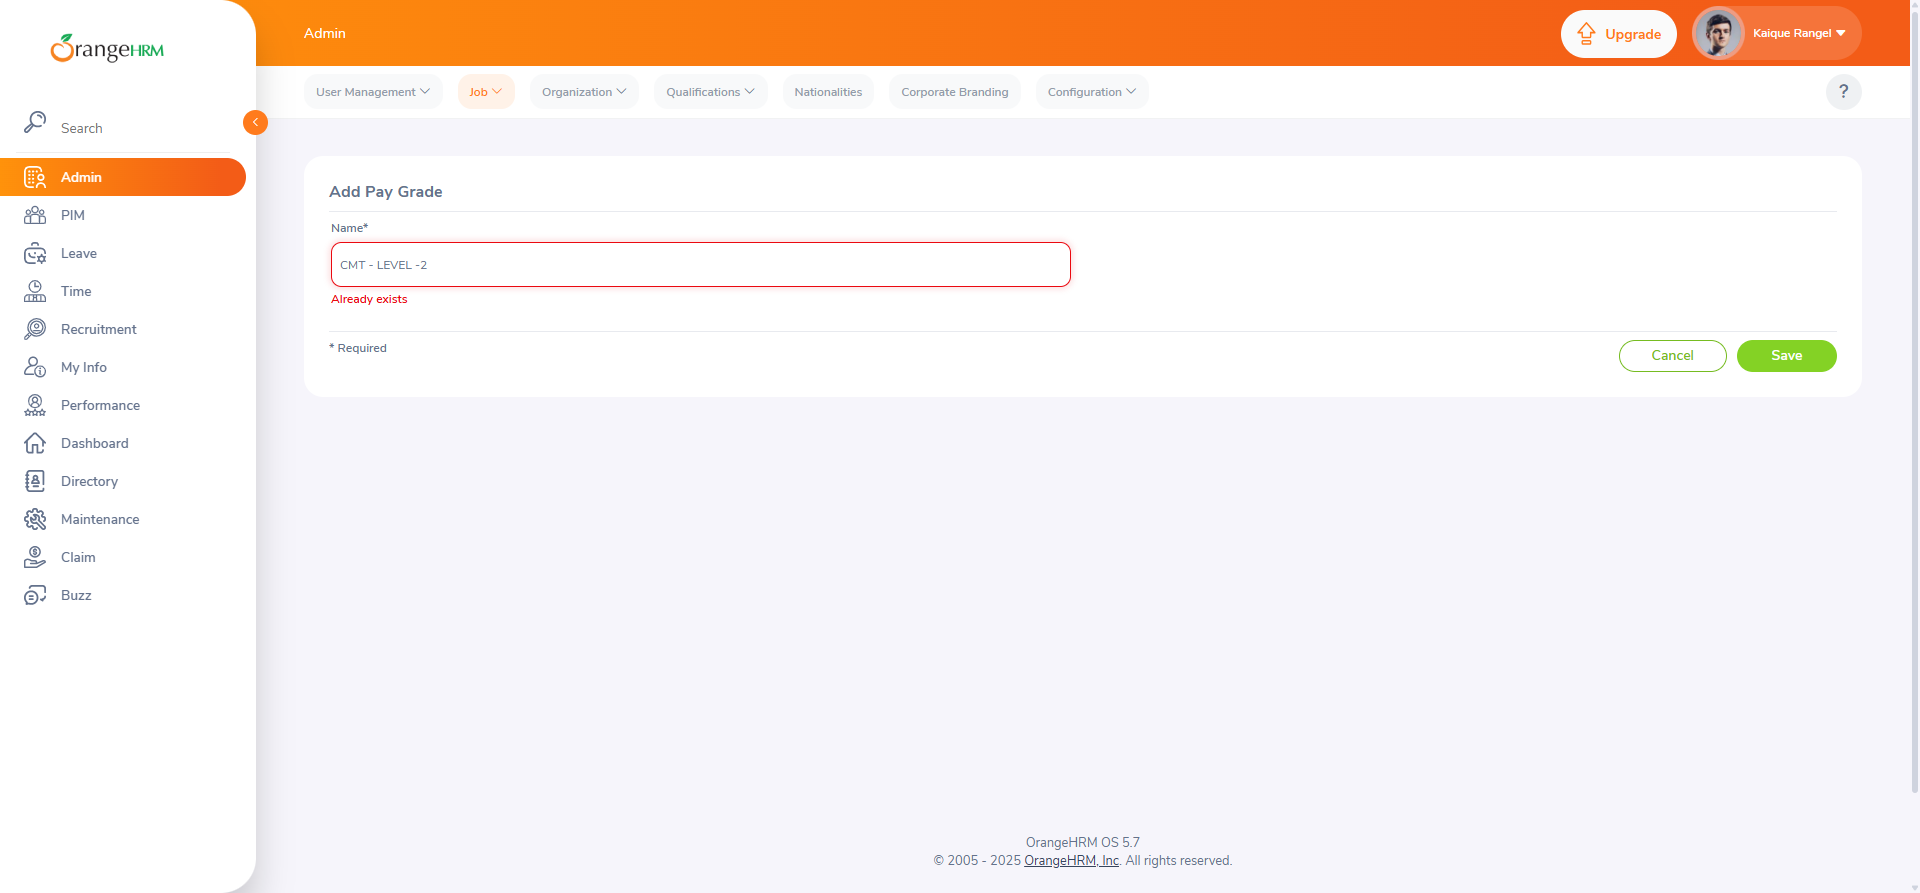 OrangeHRM
Admin
Upgrade
Kaique Rangel
User Management
Job
Organization
Qualifications
Nationalities
Corporate Branding
Configuration
?
Search
Admin
PIM
Leave
Time
Recruitment
My Info
Performance
Dashboard
Directory
Maintenance
Claim
Buzz
Add Pay Grade
Name*
CMT - LEVEL -2
Already exists
* Required
Cancel
Save
OrangeHRM OS 5.7
© 2005 - 2025 OrangeHRM, Inc. All rights reserved.